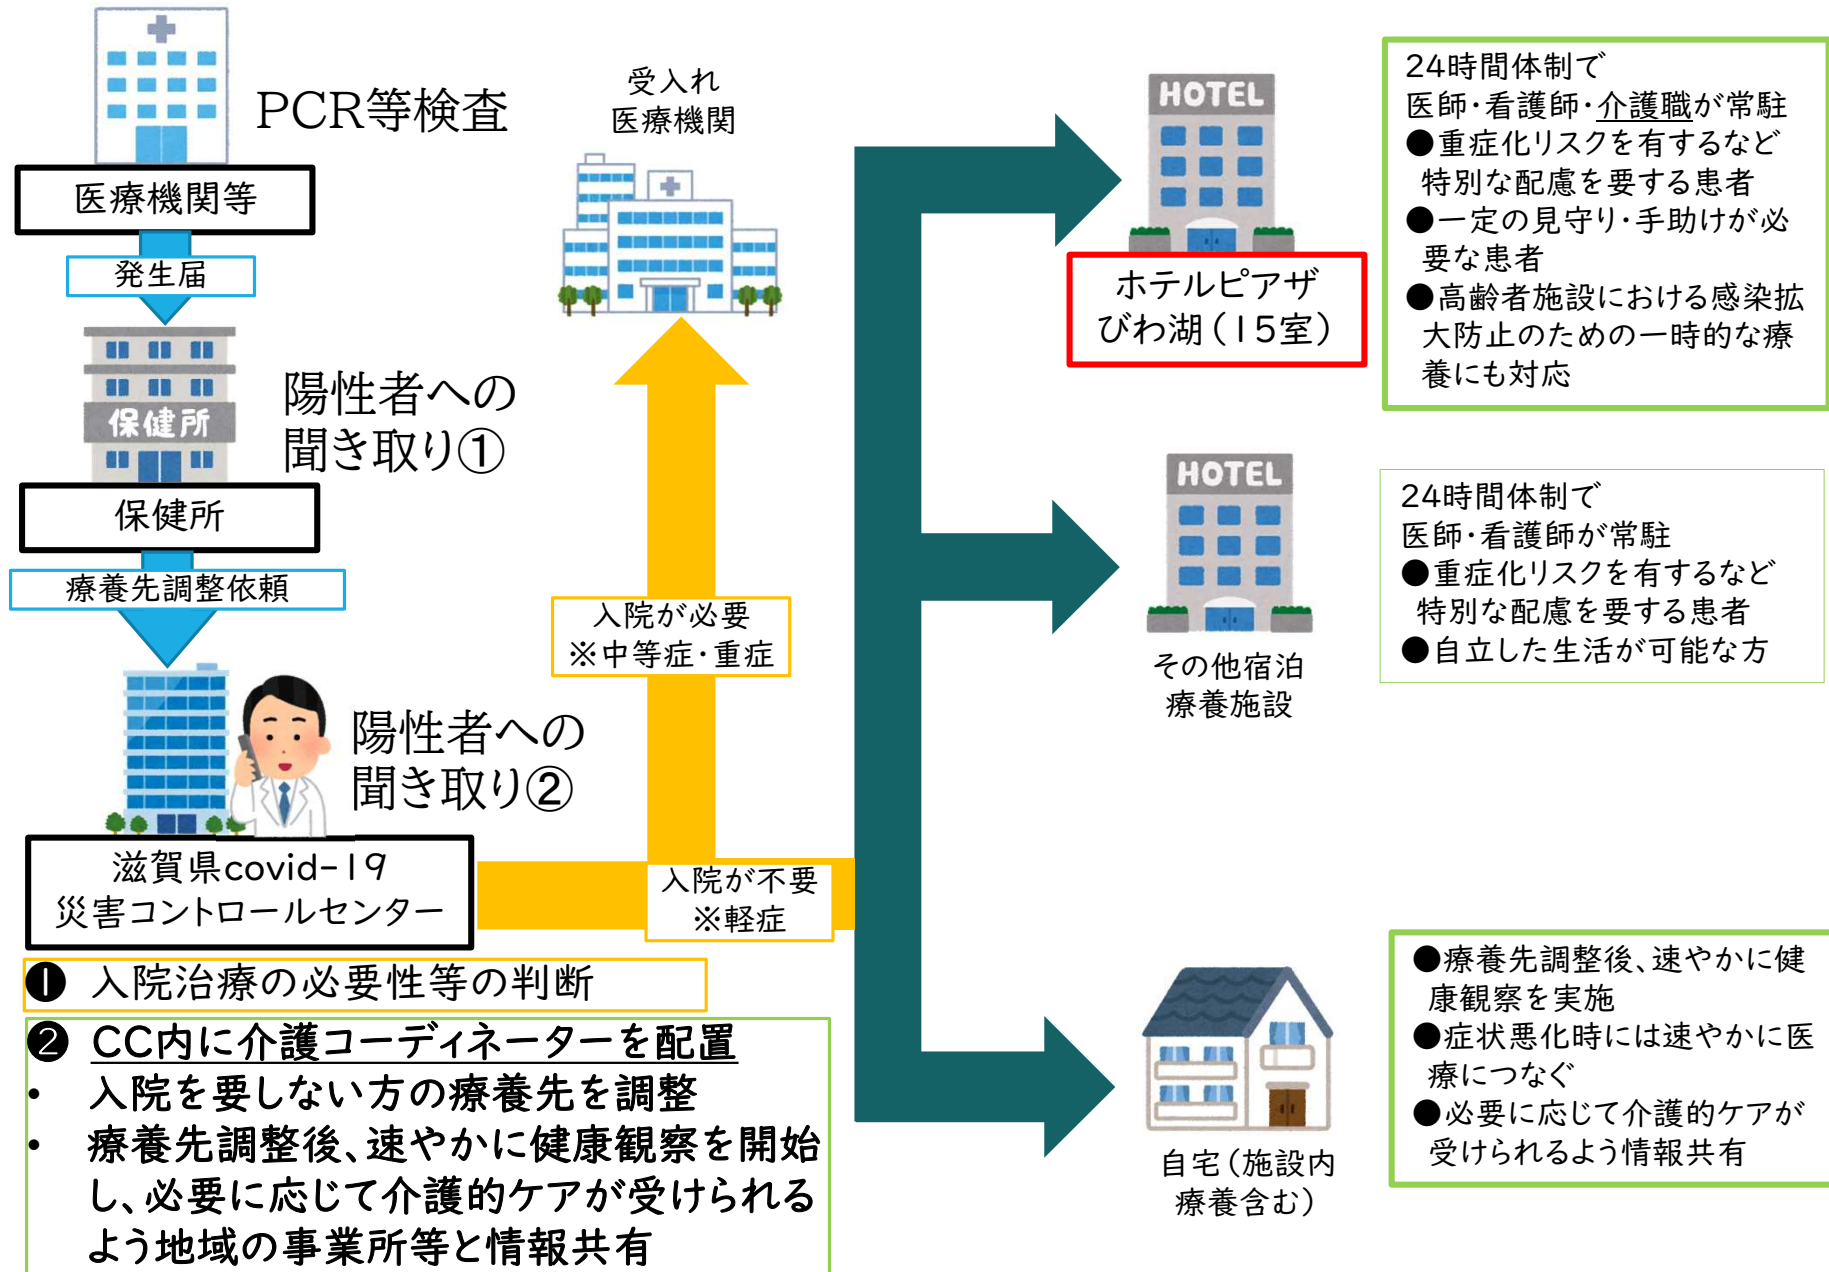 PCR等検査
医療機関等
発生届
保健所
陽性者への
聞き取り①
保健所
療養先調整依頼
陽性者への
聞き取り②
滋賀県covid-19
災害コントロールセンター
❶ 入院治療の必要性等の判断
❷ CC内に介護コーディネーターを配置
• 入院を要しない方の療養先を調整
• 療養先調整後、速やかに健康観察を開始
し、必要に応じて介護的ケアが受けられる
よう地域の事業所等と情報共有
受入れ
医療機関
入院が必要
※中等症・重症
入院が不要
※軽症
HOTEL
ホテルピアザ
びわ湖(15室)
24時間体制で
医師・看護師・介護職が常駐
●重症化リスクを有するなど
特別な配慮を要する患者
●一定の見守り・手助けが必
要な患者
●高齢者施設における感染拡
大防止のための一時的な療
養にも対応
HOTEL
その他宿泊
療養施設
24時間体制で
医師・看護師が常駐
●重症化リスクを有するなど
特別な配慮を要する患者
●自立した生活が可能な方
自宅(施設内
療養含む)
●療養先調整後、速やかに健
康観察を実施
●症状悪化時には速やかに医
療につなぐ
●必要に応じて介護的ケアが
受けられるよう情報共有